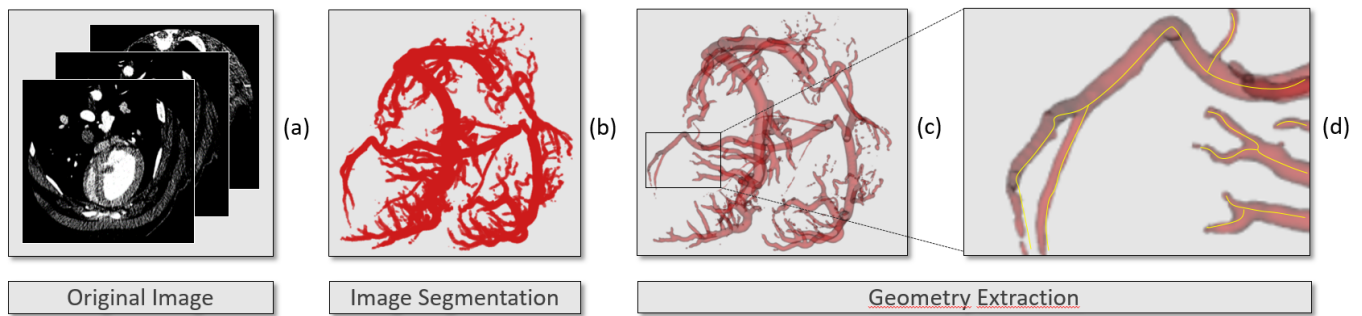 (a)
(b)
(c)
(d)
Original Image
Image Segmentation
Geometry Extraction